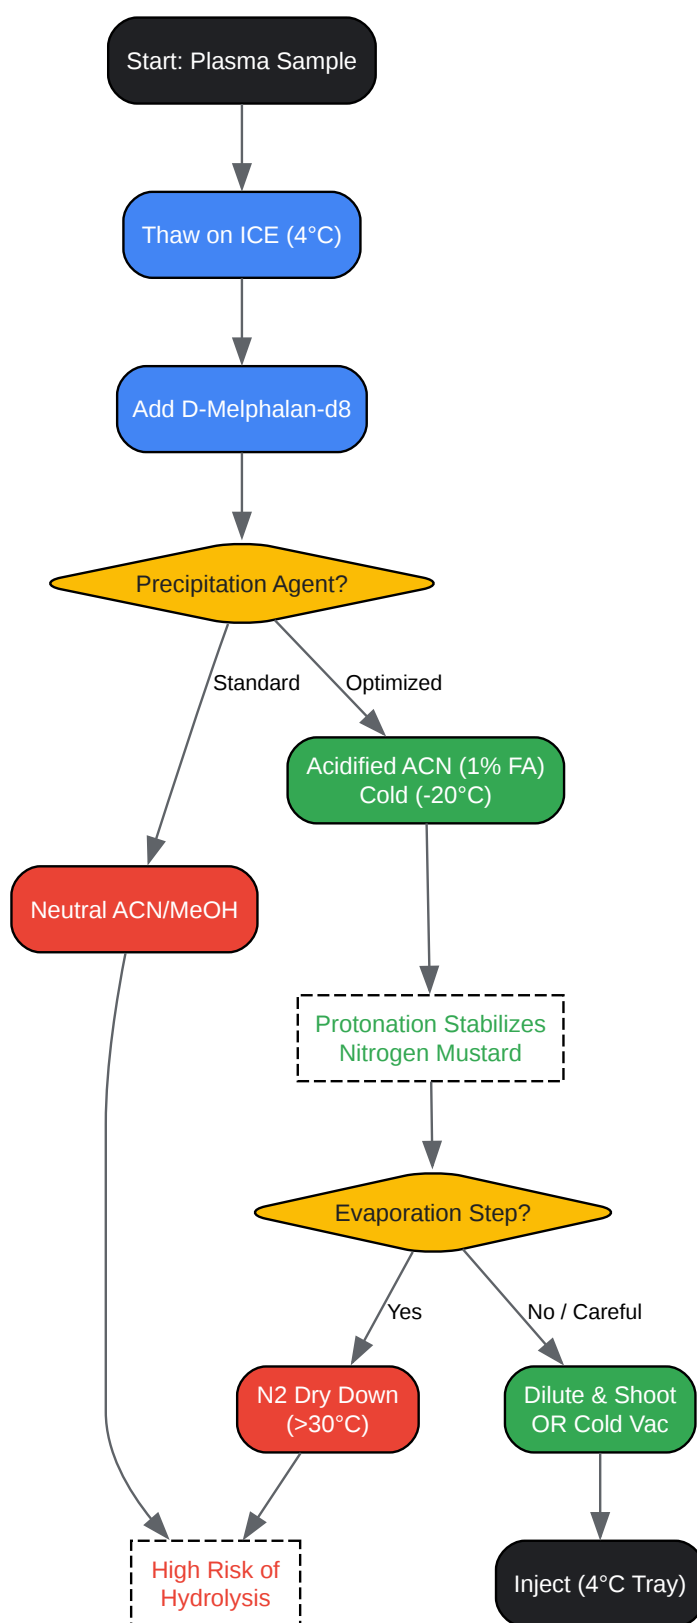 Start: Plasma Sample
Thaw on ICE (4°C)
Add D-Melphalan-d8
Precipitation Agent?
Standard
Optimized
Acidified ACN (1% FA)
Cold (-20°C)
Neutral ACN/MeOH
Protonation Stabilizes
Nitrogen Mustard
Evaporation Step?
Yes
No / Careful
N2 Dry Down
(>30°C)
Dilute & Shoot
OR Cold Vac
High Risk of
Hydrolysis
Inject (4°C Tray)